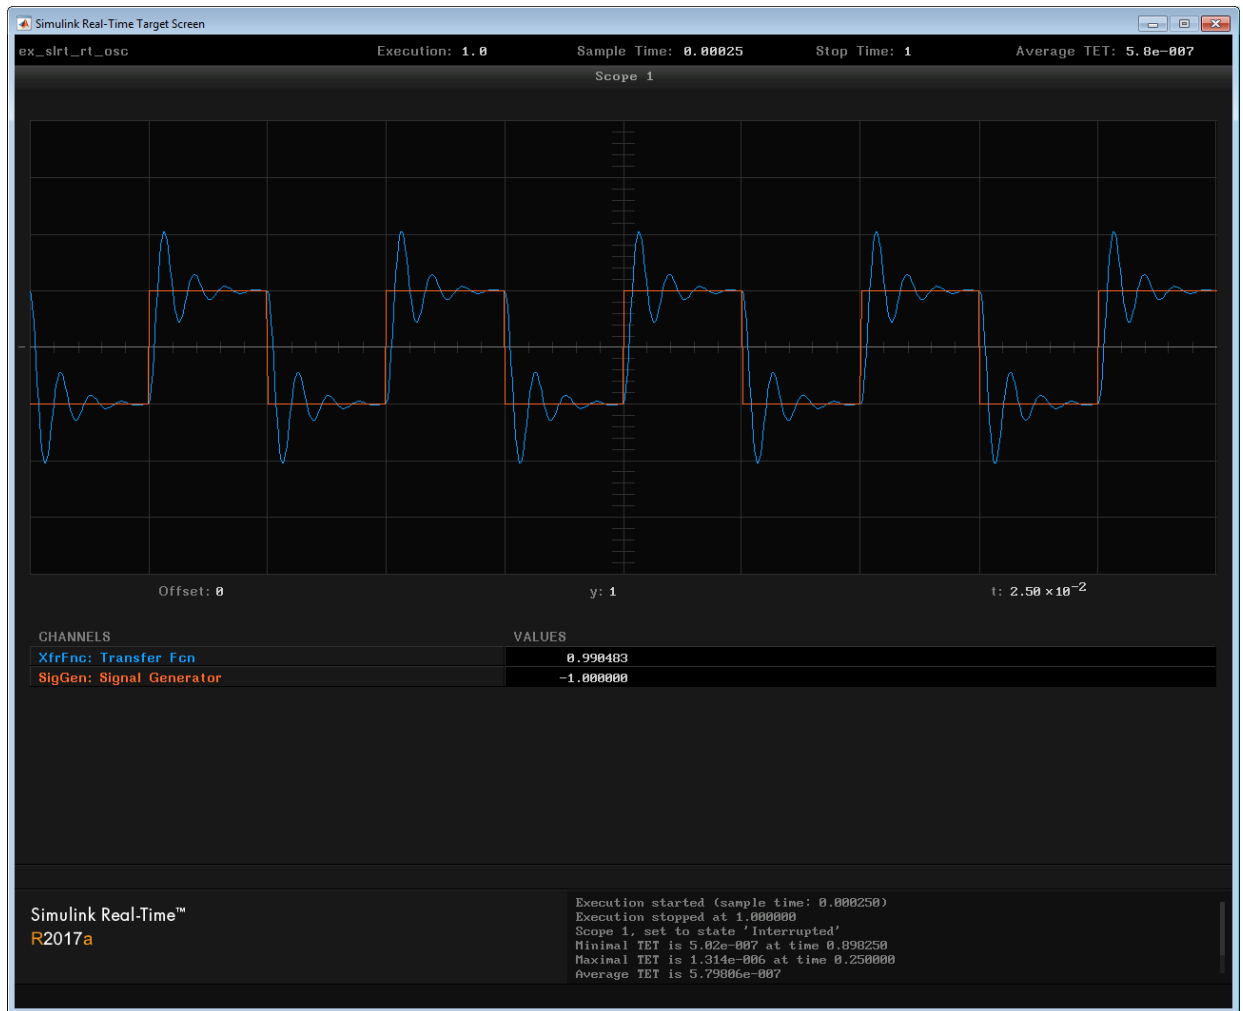 Simulink Real-Time Target Screen
ex_slrt_rt_osc Execution: 1.0 Sample Time: 0.00025 Stop Time: 1 Average TET: 5.8e-007
Scope 1
Offset: 0 y: 1 t: 2.50 ×10⁻²
CHANNELS VALUES
XfrFnc: Transfer Fcn 0.990483
SigGen: Signal Generator -1.000000
Simulink Real-Time™
R2017a
Execution started (sample time: 0.000250)
Execution stopped at 1.000000
Scope 1, set to state 'Interrupted'
Minimal TET is 5.02e-007 at time 0.898250
Maximal TET is 1.314e-006 at time 0.250000
Average TET is 5.79806e-007